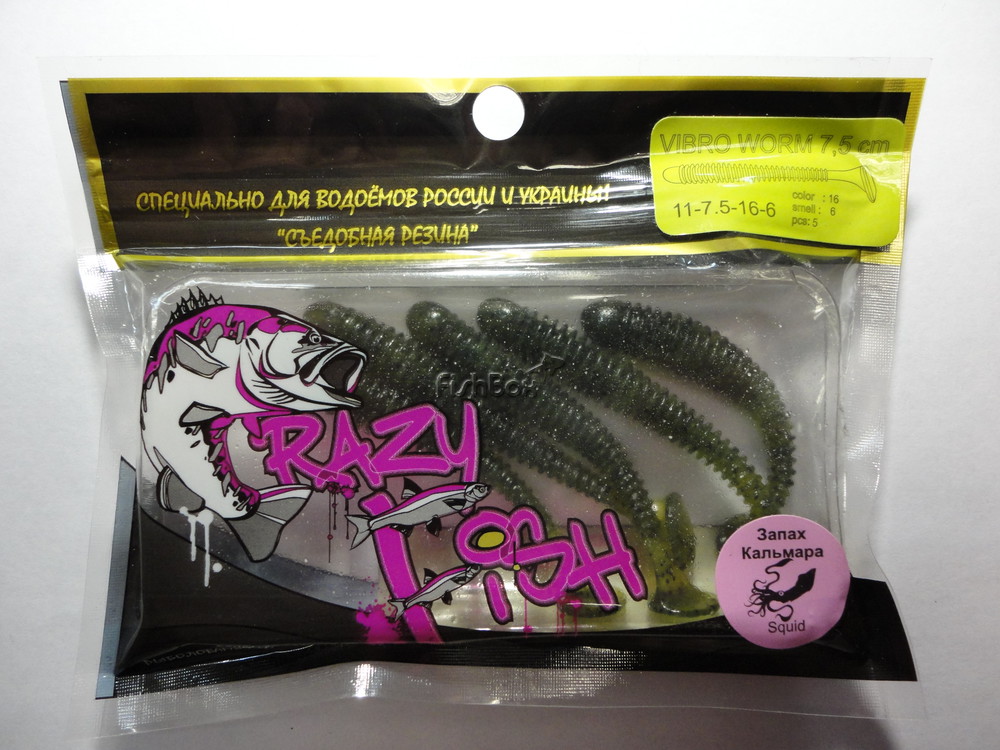 VIBRO WORM 7,5 cm
11-7.5-16-6
color : 16
smell : 6
pcs: 5
СПЕЦИАЛЬНО ДЛЯ ВОДОЁМОВ РОССИИ И УКРАИНЫ!
"СЪЕДОБНАЯ РЕЗИНА"
FishBox
CRAZY
FISH
Запах
Кальмара
Squid